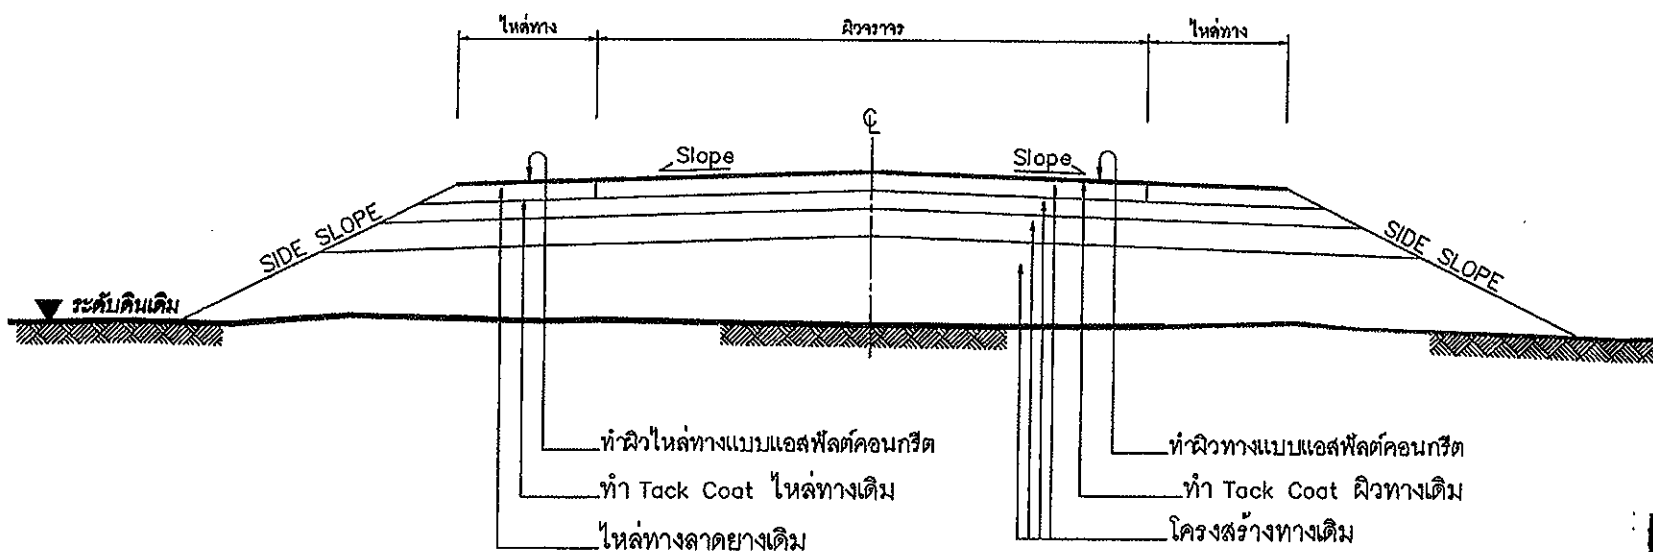 ไหล่ทาง
ผิวจราจร
ไหล่ทาง
℄
Slope
Slope
SIDE SLOPE
SIDE SLOPE
ระดับดินเดิม
ทำผิวไหล่ทางแบบแอสฟัลต์คอนกรีต
ทำ Tack Coat ไหล่ทางเดิม
ไหล่ทางลาดยางเดิม
ทำผิวทางแบบแอสฟัลต์คอนกรีต
ทำ Tack Coat ผิวทางเดิม
โครงสร้างทางเดิม